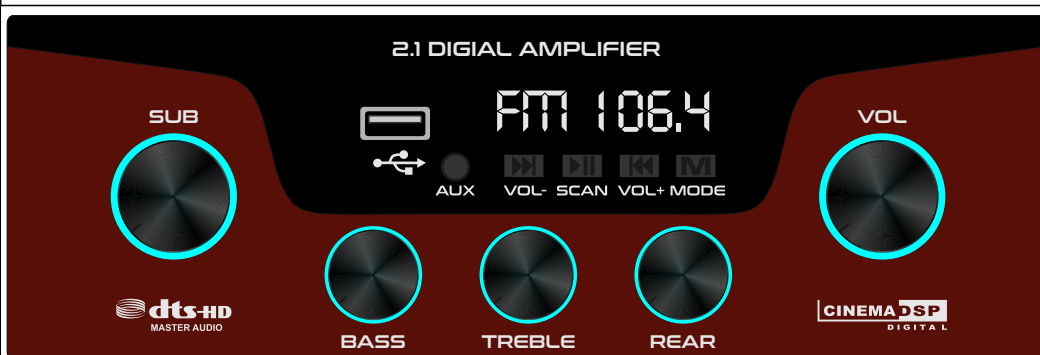 2.1 DIGIAL AMPLIFIER
FM 106.4
SUB
VOL
AUX
VOL- SCAN VOL+ MODE
M
BASS
TREBLE
REAR
dts-HD
MASTER AUDIO
CINEMA DSP
DIGITAL